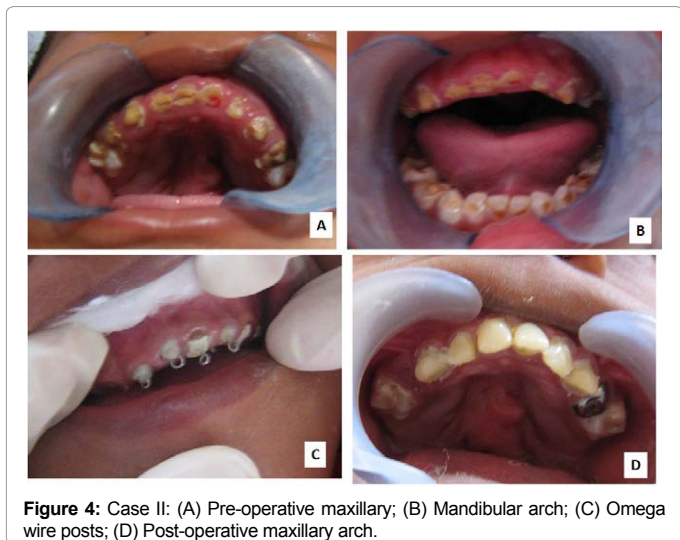 A
B
C
D
Figure 4: Case II: (A) Pre-operative maxillary; (B) Mandibular arch; (C) Omega
wire posts; (D) Post-operative maxillary arch.